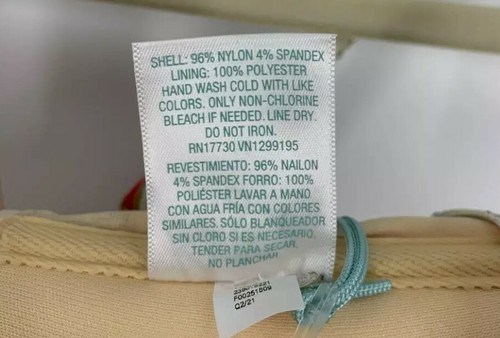 SHELL: 96% NYLON 4% SPANDEX
LINING: 100% POLYESTER
HAND WASH COLD WITH LIKE
COLORS. ONLY NON-CHLORINE
BLEACH IF NEEDED. LINE DRY.
DO NOT IRON.
RN17730 VN1299195
REVESTIMIENTO: 96% NAILON
4% SPANDEX FORRO: 100%
POLIÉSTER LAVAR A MANO
CON AGUA FRÍA CON COLORES
SIMILARES. SÓLO BLANQUEADOR
SIN CLORO SI ES NECESARIO.
TENDER PARA SECAR.
NO PLANCHAR
F00251809
Q2/21